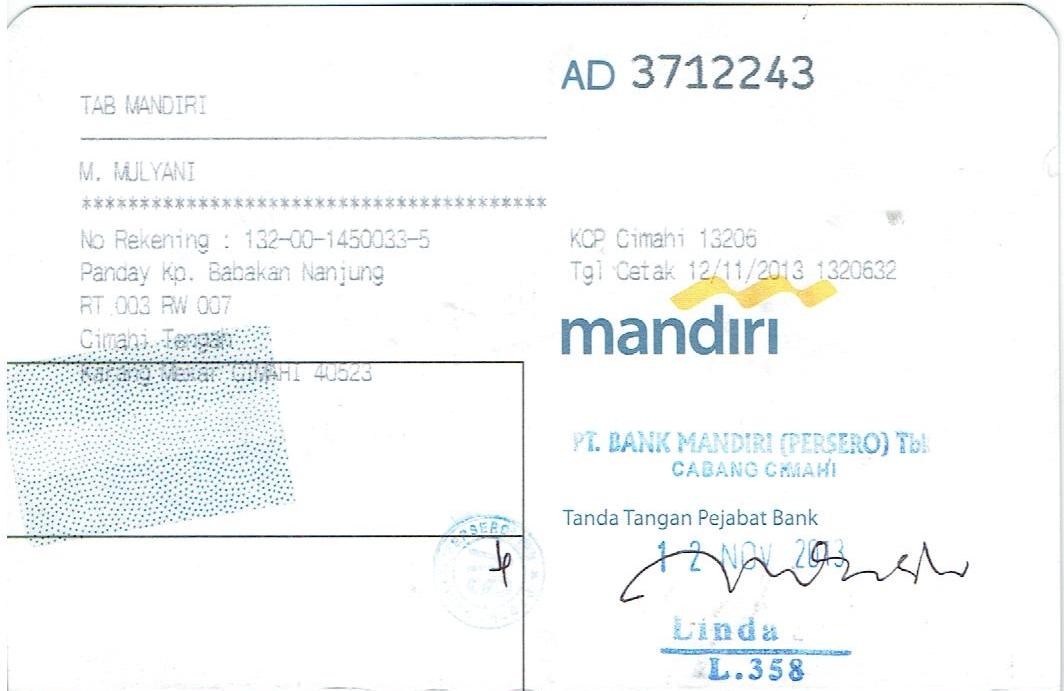 AD 3712243
TAB MANDIRI
M. MULYANI
****************************************
No Rekening : 132-00-1450033-5
Panday Kp. Babakan Nanjung
RT 003 RW 007
Cimahi Tengah
Karang Mekar CIMAHI 40523
KCP Cimahi 13206
Tgl Cetak 12/11/2013 1320632
mandiri
PT. BANK MANDIRI (PERSERO) Tbk
CABANG CIMAHI
Tanda Tangan Pejabat Bank
12 NOV 2013
Linda
L.358